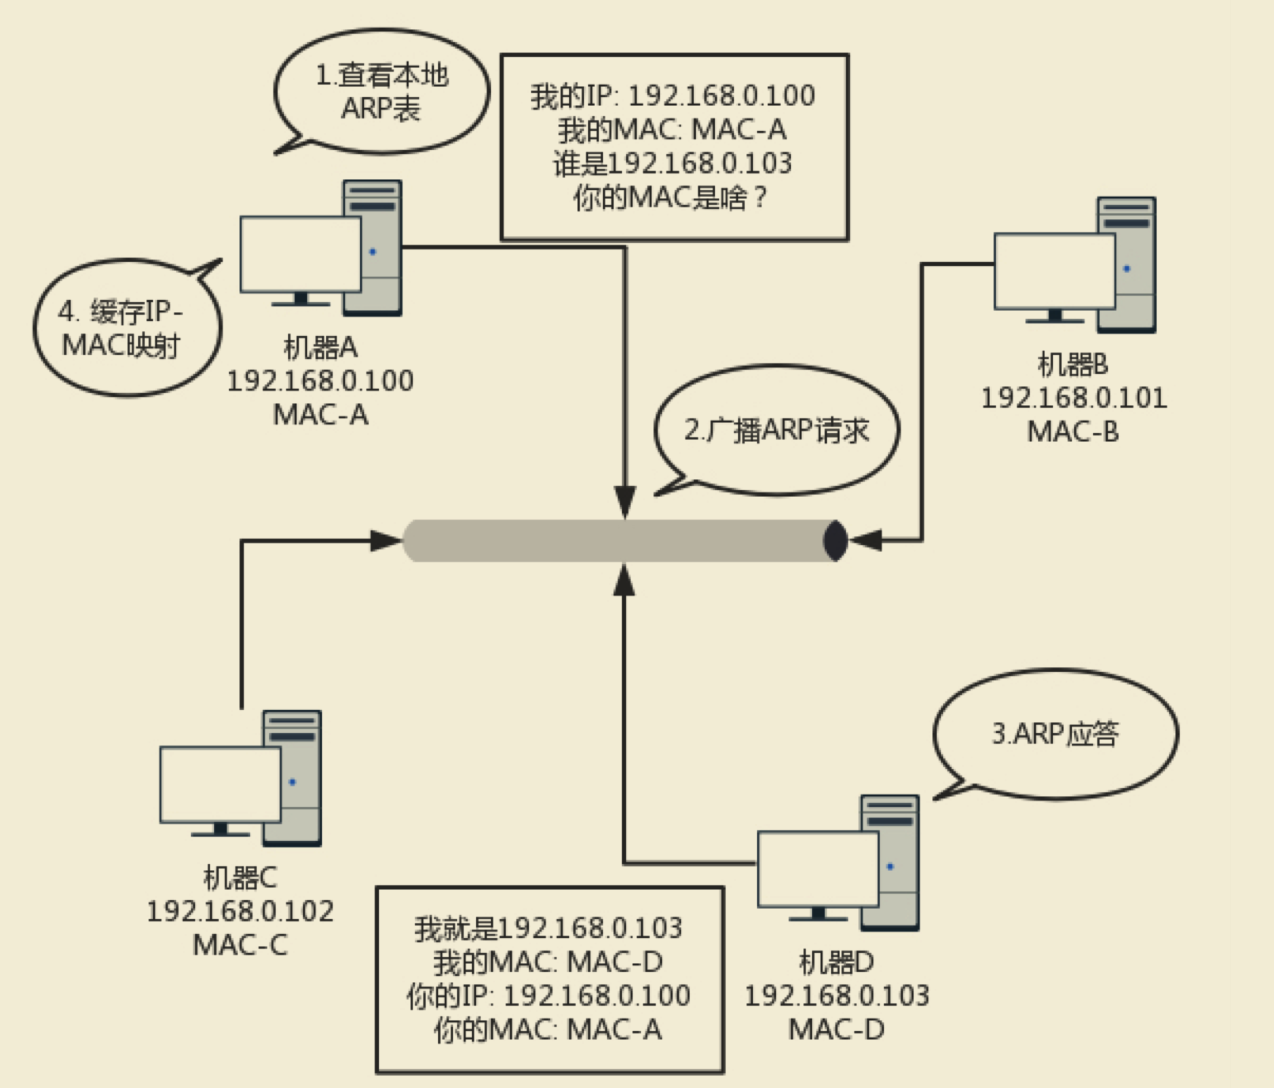 1.查看本地
ARP表
我的IP: 192.168.0.100
我的MAC: MAC-A
谁是192.168.0.103
你的MAC是啥？
4. 缓存IP-
MAC映射
机器A
192.168.0.100
MAC-A
机器B
192.168.0.101
MAC-B
2.广播ARP请求
3.ARP应答
机器C
192.168.0.102
MAC-C
我就是192.168.0.103
我的MAC: MAC-D
你的IP: 192.168.0.100
你的MAC: MAC-A
机器D
192.168.0.103
MAC-D